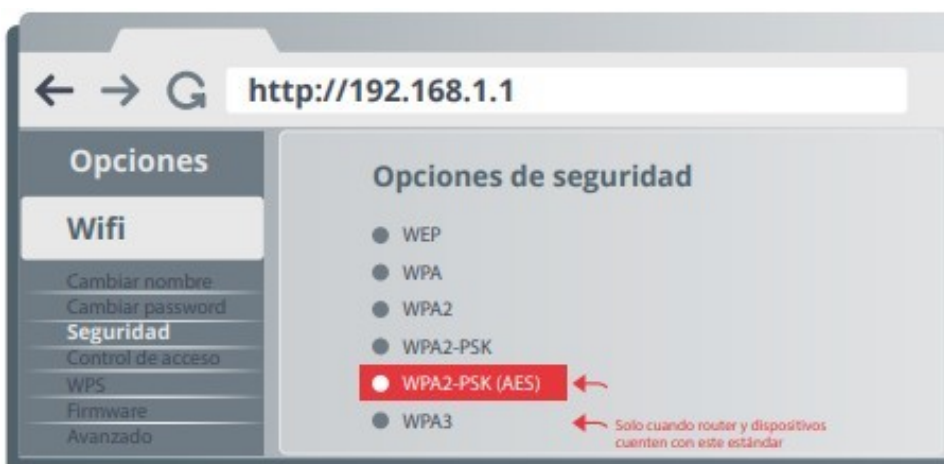 http://192.168.1.1
Opciones
Wifi
Cambiar nombre
Cambiar password
Seguridad
Control de acceso
WPS
Firmware
Avanzado
Opciones de seguridad
WEP
WPA
WPA2
WPA2-PSK
WPA2-PSK (AES)
WPA3
Solo cuando router y dispositivos
cuenten con este estándar